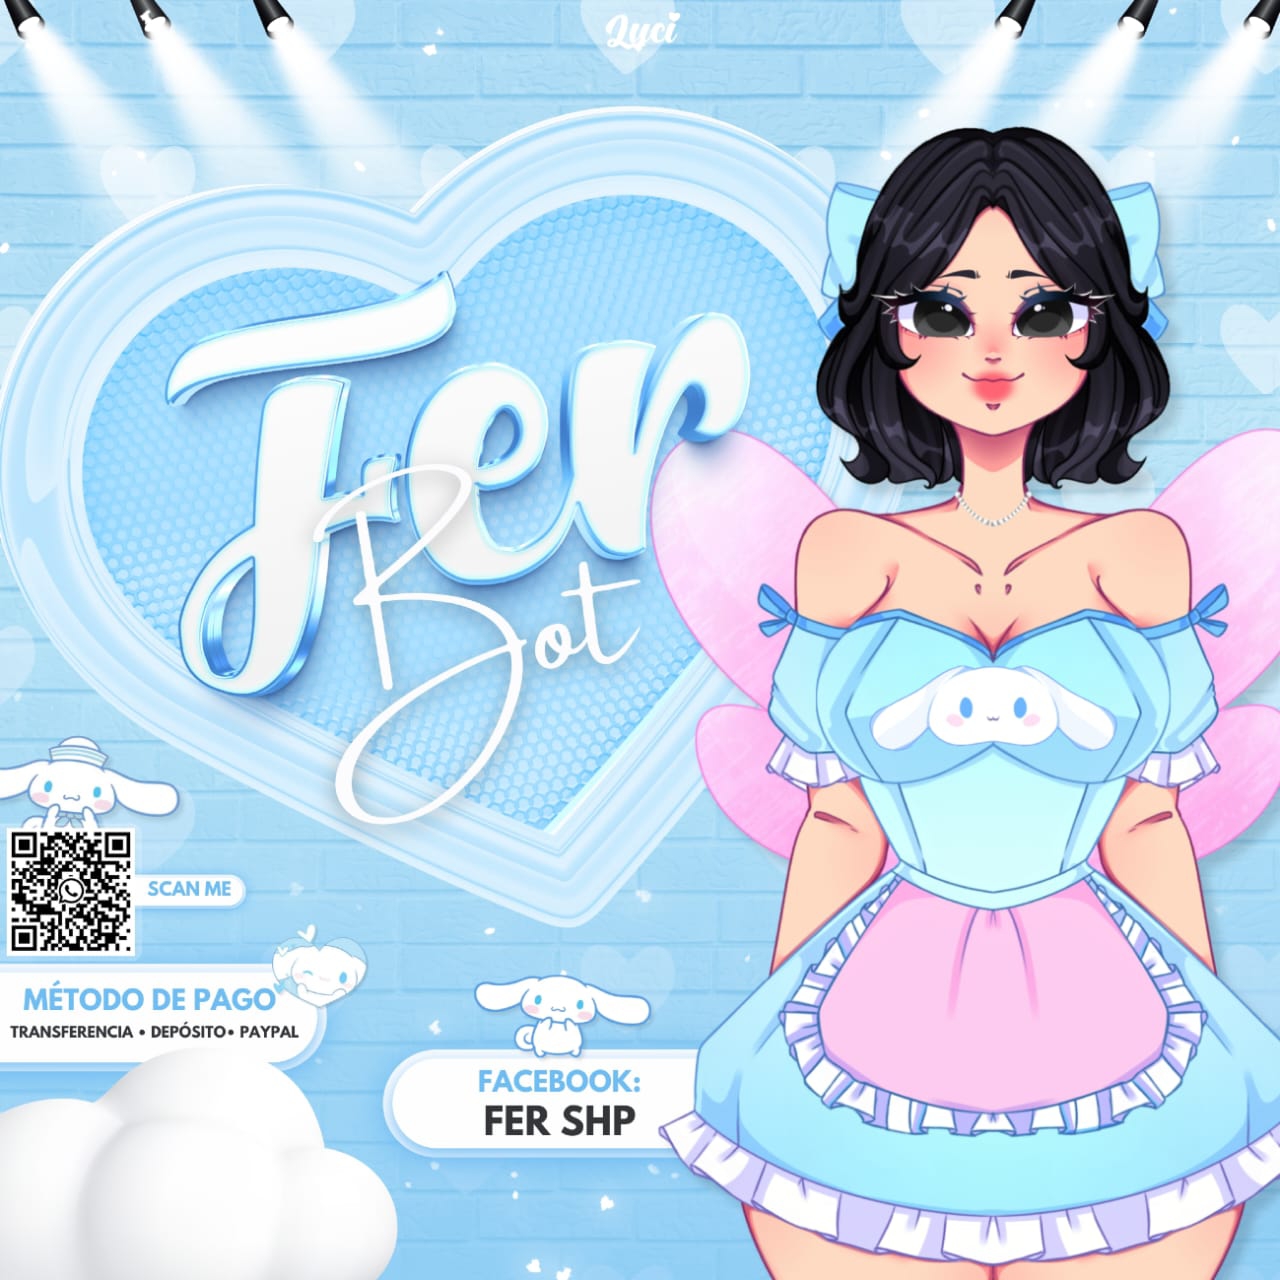 Lyci
Fer
Bot
SCAN ME
MÉTODO DE PAGO
TRANSFERENCIA • DEPÓSITO• PAYPAL
FACEBOOK:
FER SHP